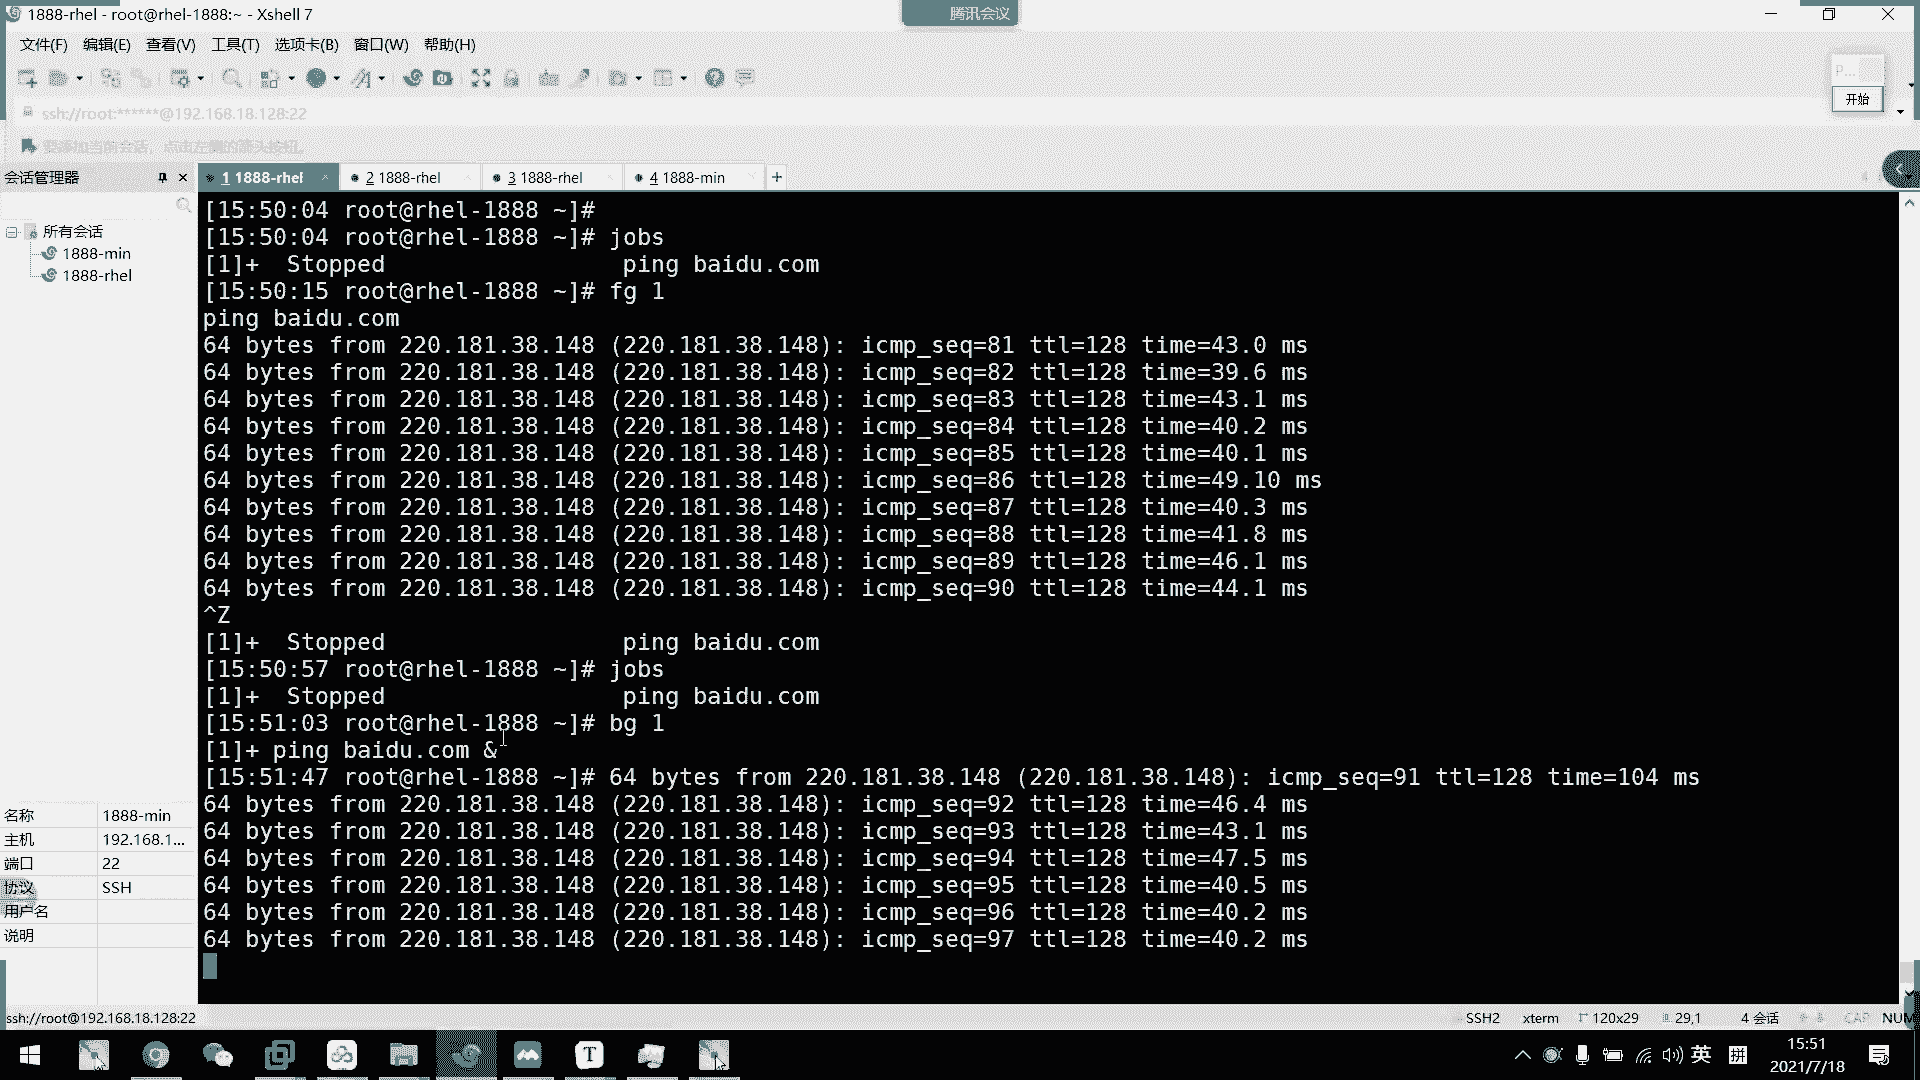 1888-rhel - root@rhel-1888:~ - Xshell 7
腾讯会议
文件(F) 编辑(E) 查看(V) 工具(T) 选项卡(B) 窗口(W) 帮助(H)
P...
开始
ssh://root:******@192.168.18.128:22
要添加当前会话，点击左侧的箭头按钮。
会话管理器
1 1888-rhel
2 1888-rhel
3 1888-rhel
4 1888-min
所有会话
1888-min
1888-rhel
[15:50:04 root@rhel-1888 ~]#
[15:50:04 root@rhel-1888 ~]# jobs
[1]+  Stopped                 ping baidu.com
[15:50:15 root@rhel-1888 ~]# fg 1
ping baidu.com
64 bytes from 220.181.38.148 (220.181.38.148): icmp_seq=81 ttl=128 time=43.0 ms
64 bytes from 220.181.38.148 (220.181.38.148): icmp_seq=82 ttl=128 time=39.6 ms
64 bytes from 220.181.38.148 (220.181.38.148): icmp_seq=83 ttl=128 time=43.1 ms
64 bytes from 220.181.38.148 (220.181.38.148): icmp_seq=84 ttl=128 time=40.2 ms
64 bytes from 220.181.38.148 (220.181.38.148): icmp_seq=85 ttl=128 time=40.1 ms
64 bytes from 220.181.38.148 (220.181.38.148): icmp_seq=86 ttl=128 time=49.10 ms
64 bytes from 220.181.38.148 (220.181.38.148): icmp_seq=87 ttl=128 time=40.3 ms
64 bytes from 220.181.38.148 (220.181.38.148): icmp_seq=88 ttl=128 time=41.8 ms
64 bytes from 220.181.38.148 (220.181.38.148): icmp_seq=89 ttl=128 time=46.1 ms
64 bytes from 220.181.38.148 (220.181.38.148): icmp_seq=90 ttl=128 time=44.1 ms
^Z
[1]+  Stopped                 ping baidu.com
[15:50:57 root@rhel-1888 ~]# jobs
[1]+  Stopped                 ping baidu.com
[15:51:03 root@rhel-1888 ~]# bg 1
[1]+ ping baidu.com &
[15:51:47 root@rhel-1888 ~]# 64 bytes from 220.181.38.148 (220.181.38.148): icmp_seq=91 ttl=128 time=104 ms
64 bytes from 220.181.38.148 (220.181.38.148): icmp_seq=92 ttl=128 time=46.4 ms
64 bytes from 220.181.38.148 (220.181.38.148): icmp_seq=93 ttl=128 time=43.1 ms
64 bytes from 220.181.38.148 (220.181.38.148): icmp_seq=94 ttl=128 time=47.5 ms
64 bytes from 220.181.38.148 (220.181.38.148): icmp_seq=95 ttl=128 time=40.5 ms
64 bytes from 220.181.38.148 (220.181.38.148): icmp_seq=96 ttl=128 time=40.2 ms
64 bytes from 220.181.38.148 (220.181.38.148): icmp_seq=97 ttl=128 time=40.2 ms
名称 1888-min
主机 192.168.1...
端口 22
协议 SSH
用户名
说明
ssh://root@192.168.18.128:22
SSH2 xterm 120x29 29,1 4 会话 CAP NUM
英 拼
15:51
2021/7/18